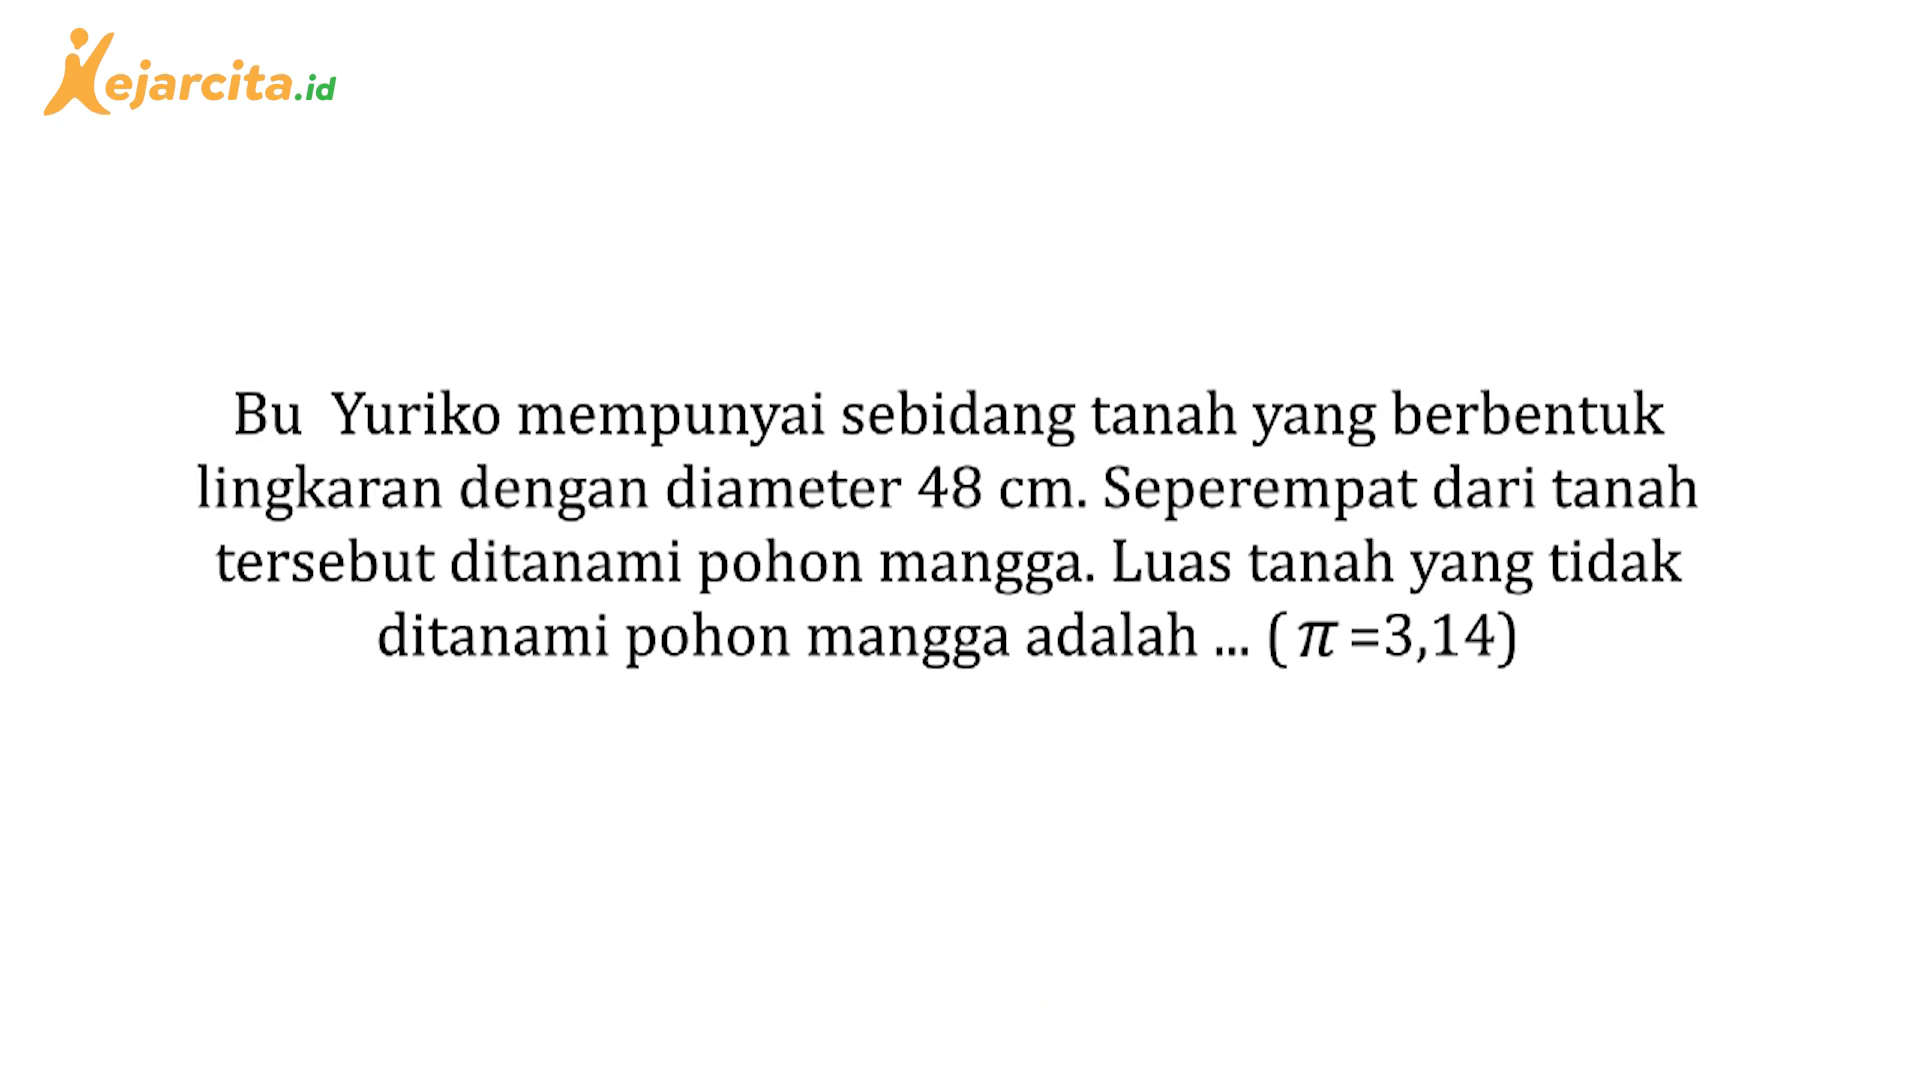 Kejarcita.id
Bu Yuriko mempunyai sebidang tanah yang berbentuk
lingkaran dengan diameter 48 cm. Seperempat dari tanah
tersebut ditanami pohon mangga. Luas tanah yang tidak
ditanami pohon mangga adalah ... ( π =3,14)